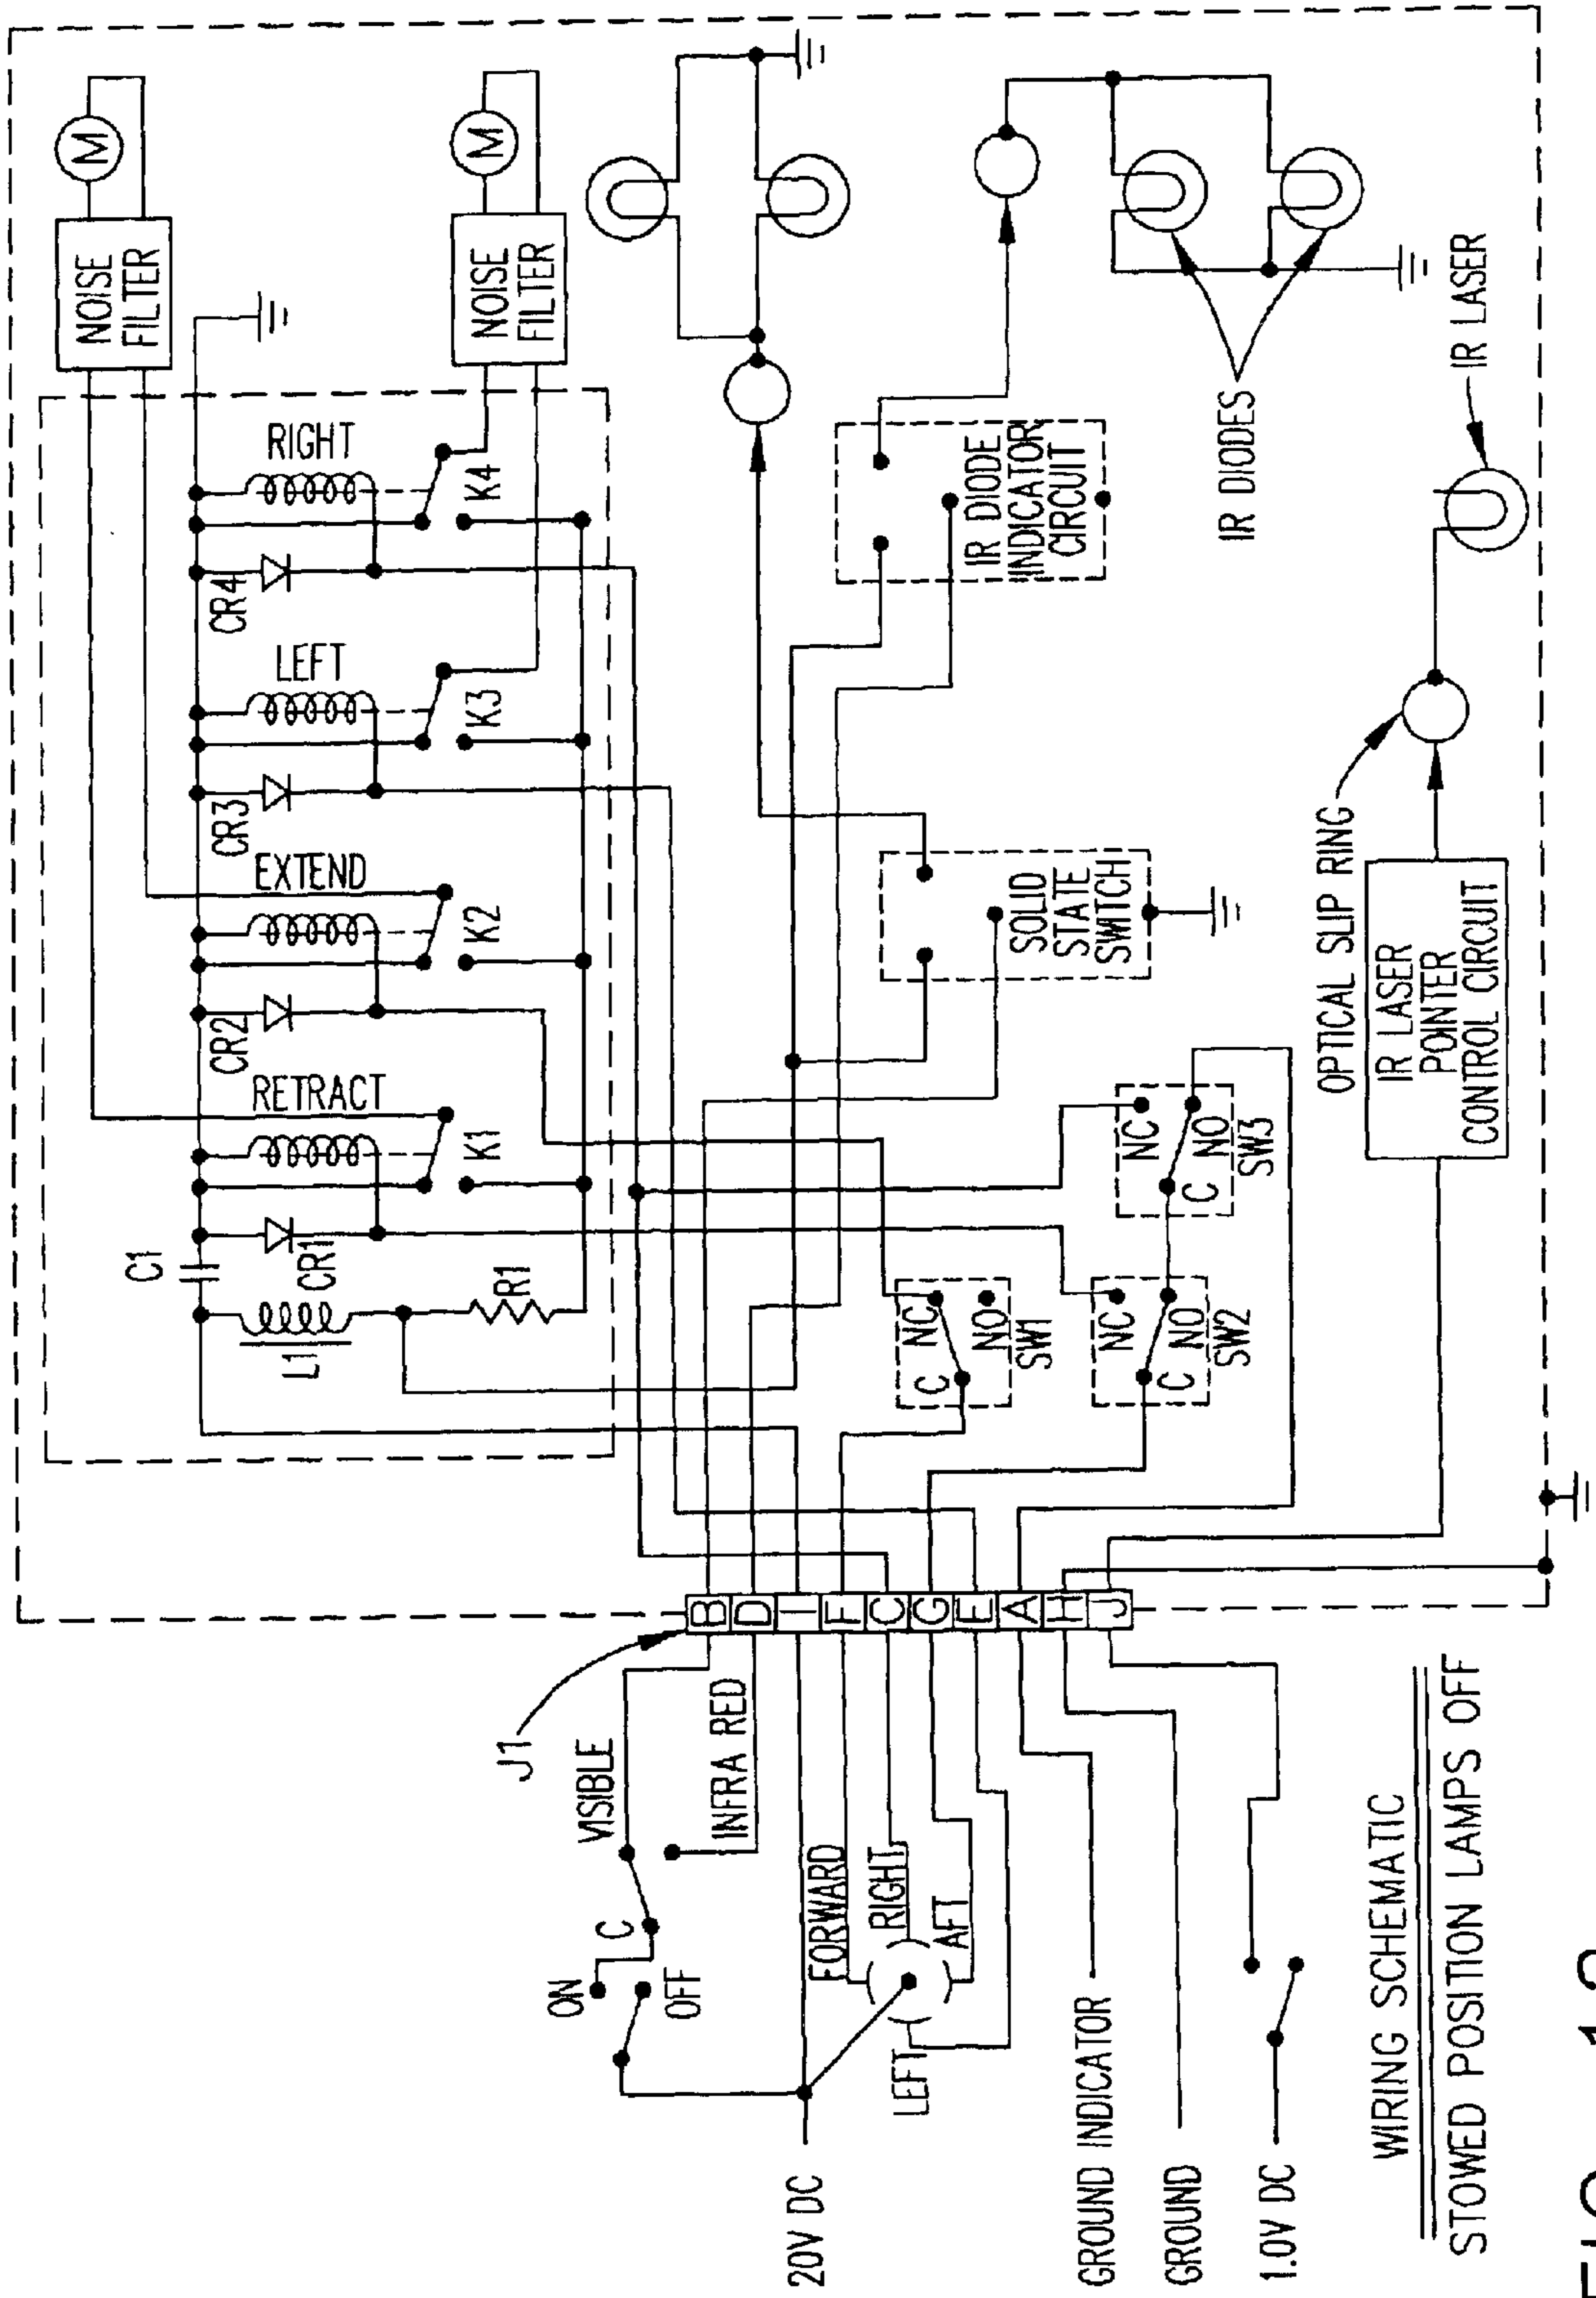 M
M
NOISE
FILTER
NOISE
FILTER
RIGHT
K4
CR4
LEFT
K3
CR3
EXTEND
K2
CR2
RETRACT
K1
CR1
C1
L1
R1
IR DIODE
INDICATOR
CIRCUIT
IR DIODES
IR LASER
SOLID
STATE
SWITCH
OPTICAL SLIP RING
IR LASER
POINTER
CONTROL CIRCUIT
NC
NO
C
SW3
NC
NO
C
SW1
NC
NO
C
SW2
J1
B
D
I
F
C
G
E
A
H
J
VISIBLE
INFRA RED
C
ON
OFF
FORWARD
RIGHT
AFT
LEFT
20V DC
GROUND INDICATOR
GROUND
1.0V DC
WIRING SCHEMATIC
STOWED POSITION LAMPS OFF